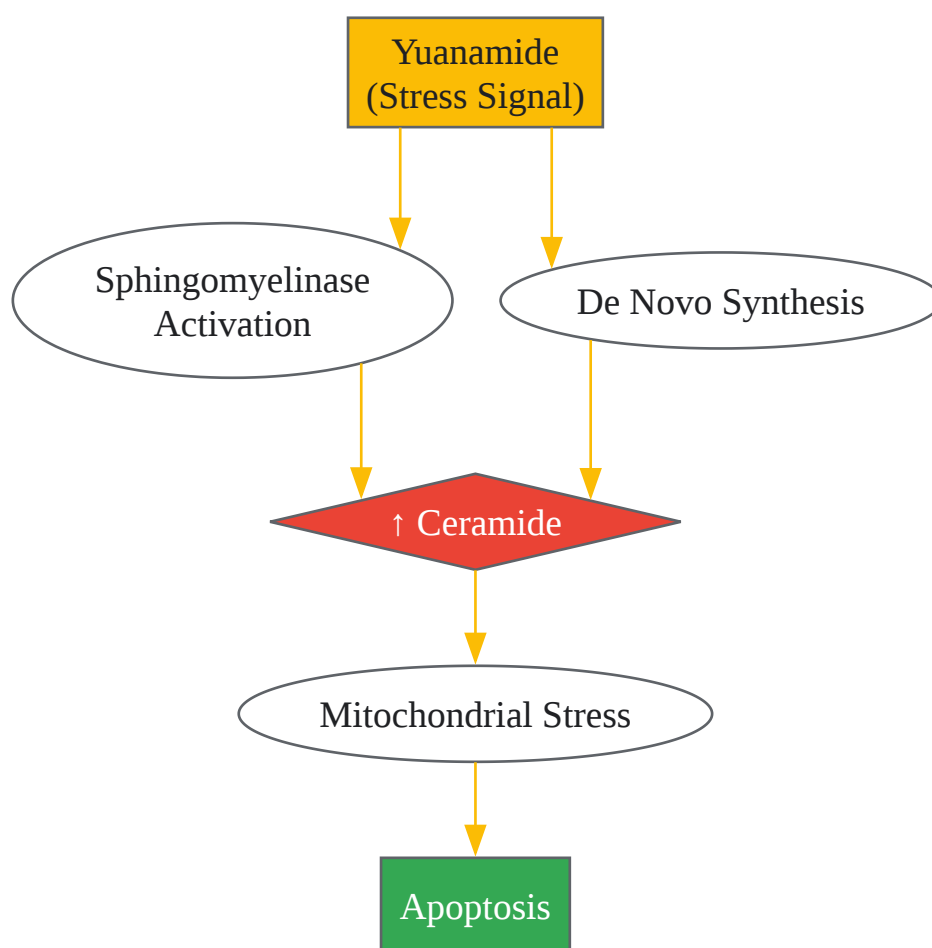 Yuanamide
(Stress Signal)
Sphingomyelinase
Activation
De Novo Synthesis
↑ Ceramide
Mitochondrial Stress
Apoptosis